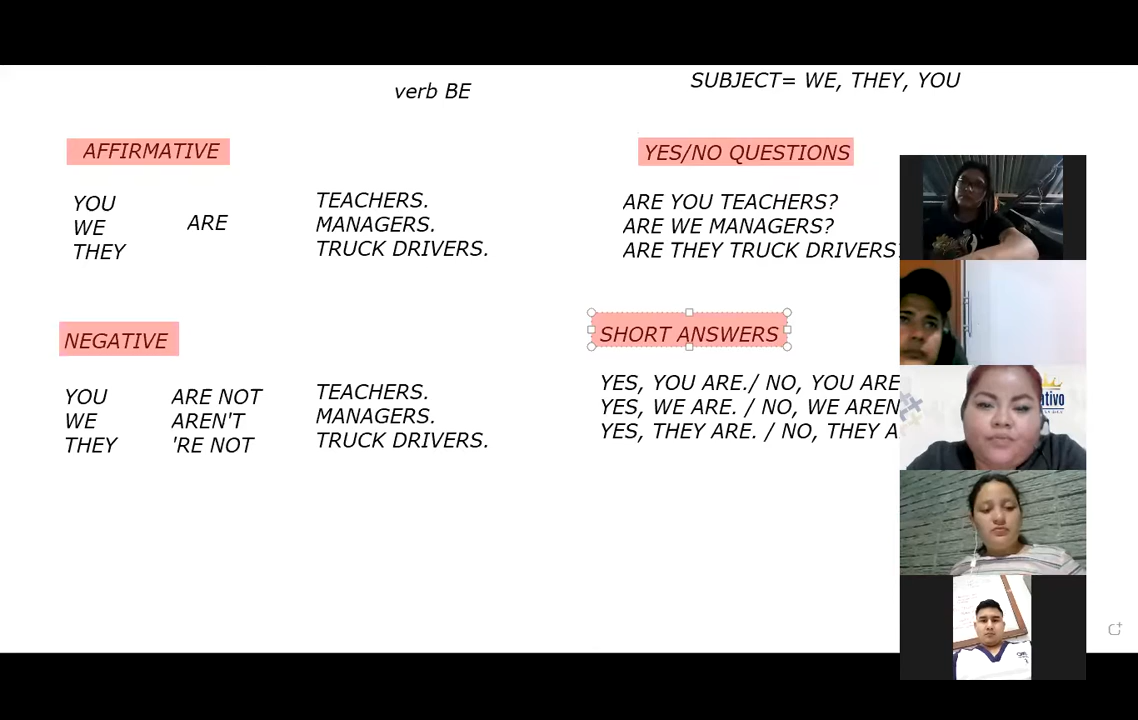 verb BE
SUBJECT= WE, THEY, YOU
AFFIRMATIVE
YOU
WE
THEY
ARE
TEACHERS.
MANAGERS.
TRUCK DRIVERS.
YES/NO QUESTIONS
ARE YOU TEACHERS?
ARE WE MANAGERS?
ARE THEY TRUCK DRIVERS?
NEGATIVE
YOU
WE
THEY
ARE NOT
AREN'T
'RE NOT
TEACHERS.
MANAGERS.
TRUCK DRIVERS.
SHORT ANSWERS
YES, YOU ARE./ NO, YOU ARE
YES, WE ARE. / NO, WE AREN
YES, THEY ARE. / NO, THEY A
ativo